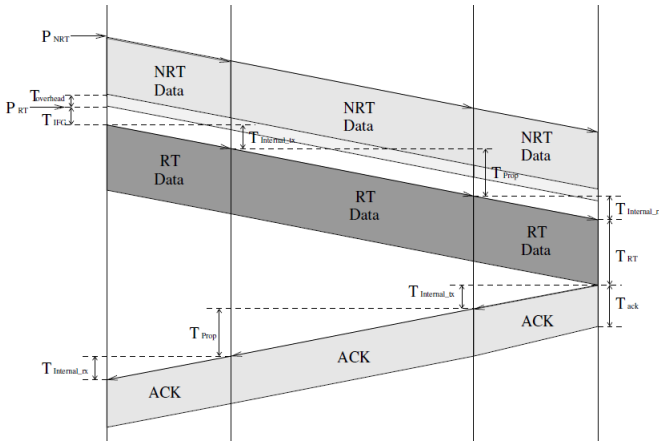 P NRT
NRT
Data
NRT
Data
NRT
Data
T overhead
P RT
T IFG
T Internal_tx
T Prop
RT
Data
RT
Data
RT
Data
T Internal_r
T RT
T Internal_tx
T ack
T Prop
ACK
ACK
T Internal_rx
ACK